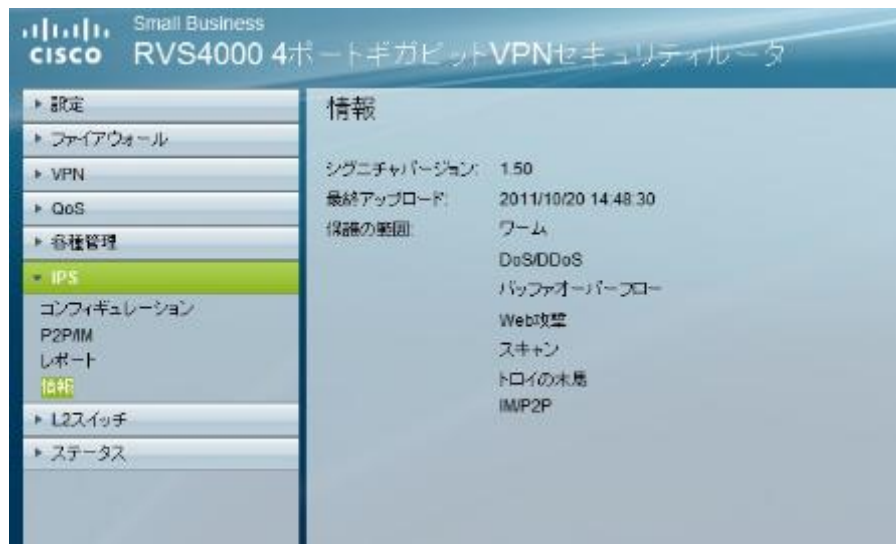 Small Business
CISCO RVS4000 4ポートギガビットVPNセキュリティルータ
設定
ファイアウォール
VPN
QoS
各種管理
IPS
コンフィギュレーション
P2P/IM
レポート
情報
L2スイッチ
ステータス
情報
シグニチャバージョン: 1.50
最終アップロード: 2011/10/20 14:48:30
保護の範囲: ワーム
DoS/DDoS
バッファオーバーフロー
Web攻撃
スキャン
トロイの木馬
IM/P2P